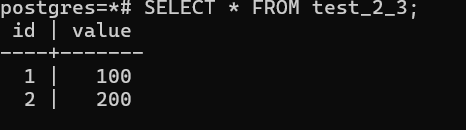 postgres=*# SELECT * FROM test_2_3;
 id | value
----+-------
  1 |   100
  2 |   200